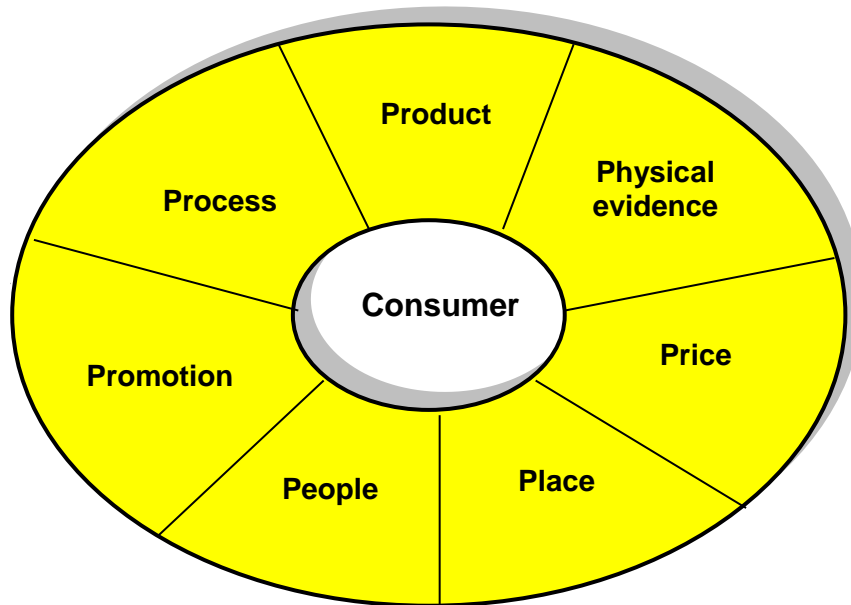 Product
Physical
evidence
Process
Consumer
Price
Promotion
People
Place